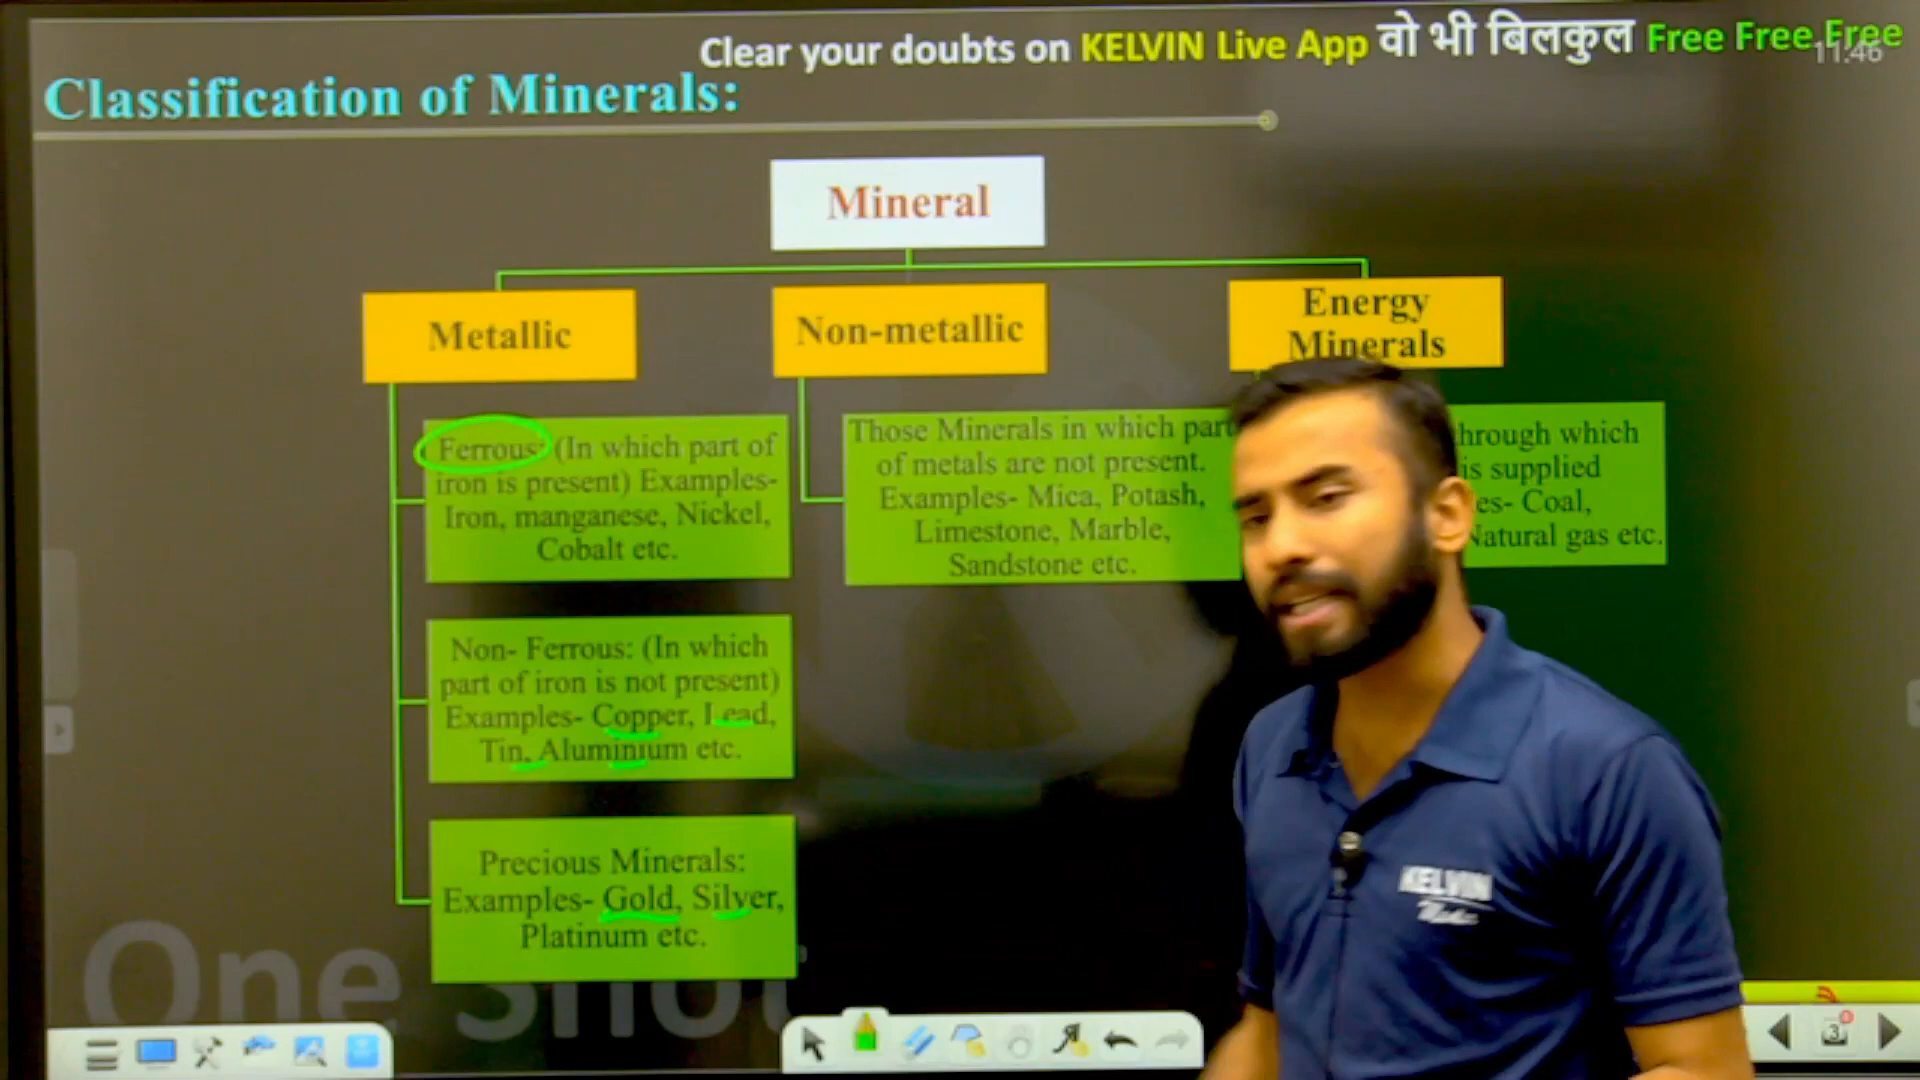 Clear your doubts on KELVIN Live App वो भी बिलकुल Free Free Free
11:46
Classification of Minerals:
Mineral
Metallic
Non-metallic
Energy
Minerals
Ferrous: (In which part of
iron is present) Examples-
Iron, manganese, Nickel,
Cobalt etc.
Those Minerals in which part
of metals are not present.
Examples- Mica, Potash,
Limestone, Marble,
Sandstone etc.
through which
is supplied
Coal,
Natural gas etc.
Non- Ferrous: (In which
part of iron is not present)
Examples- Copper, Lead,
Tin, Aluminium etc.
Precious Minerals:
Examples- Gold, Silver,
Platinum etc.
One Shot
KELVIN
3